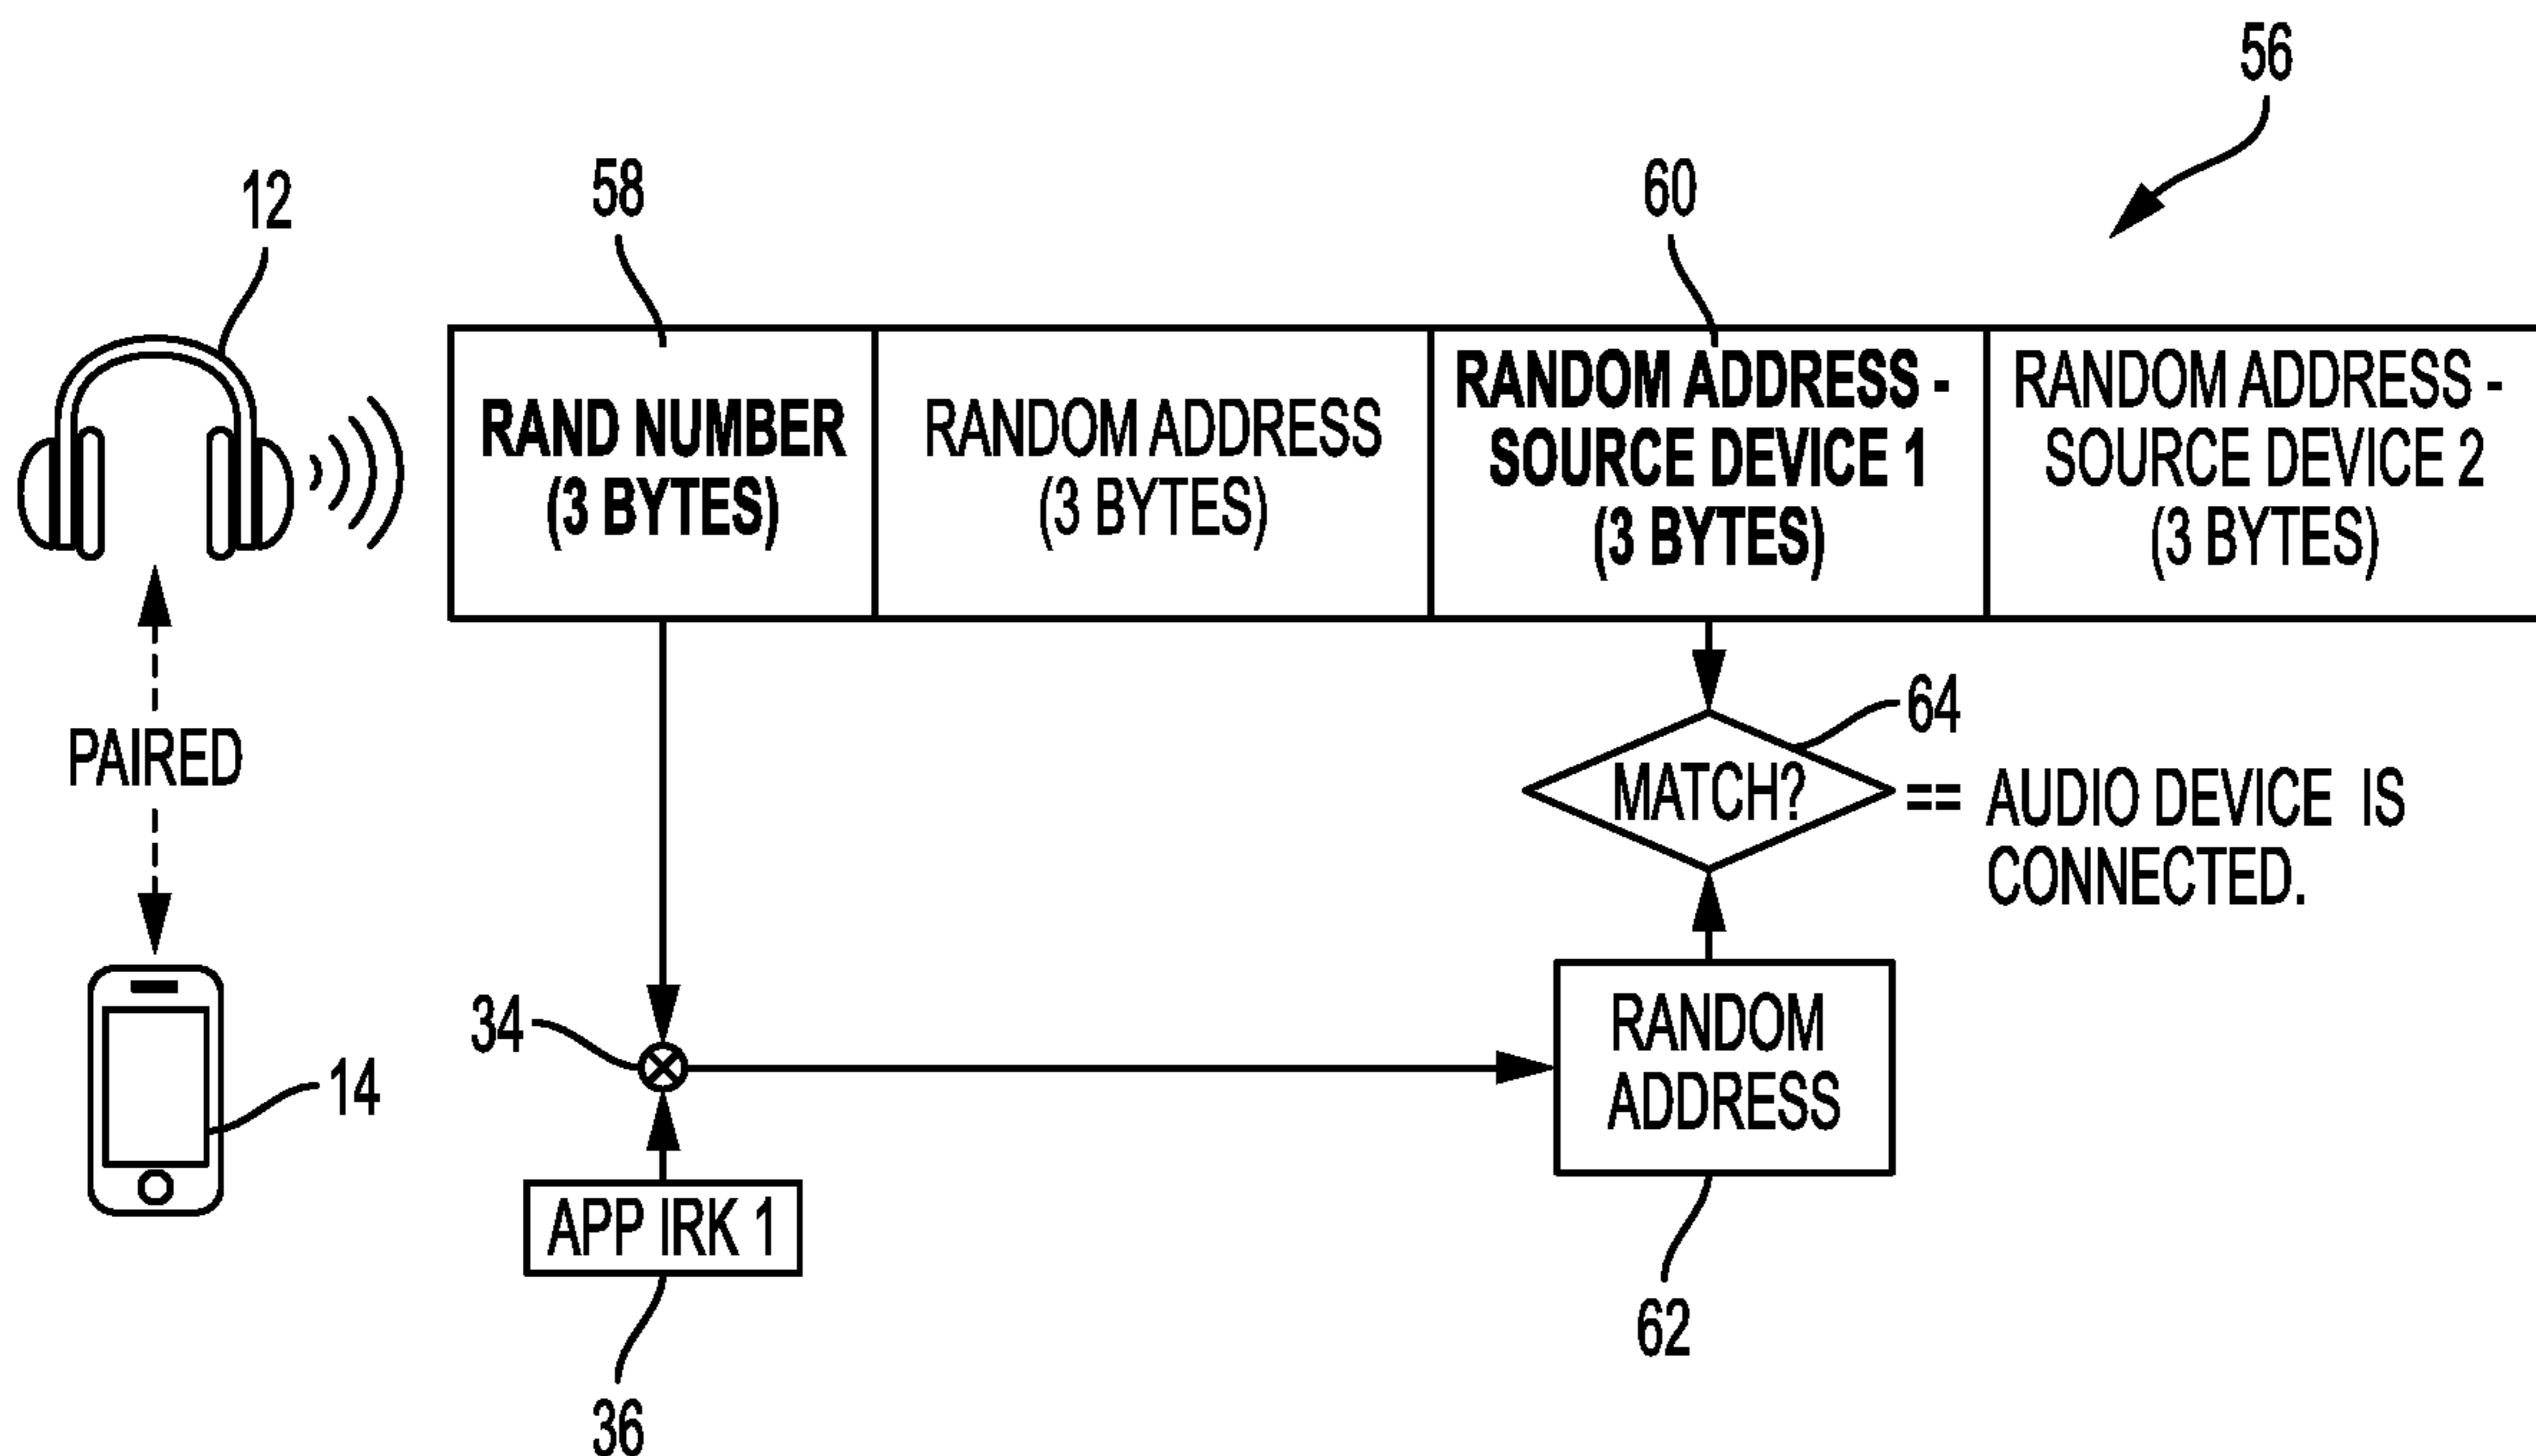 56
12
58
60
RAND NUMBER
(3 BYTES)
RANDOM ADDRESS
(3 BYTES)
RANDOM ADDRESS -
SOURCE DEVICE 1
(3 BYTES)
RANDOM ADDRESS -
SOURCE DEVICE 2
(3 BYTES)
PAIRED
64
MATCH?
== AUDIO DEVICE IS
CONNECTED.
34
14
RANDOM
ADDRESS
APP IRK 1
62
36